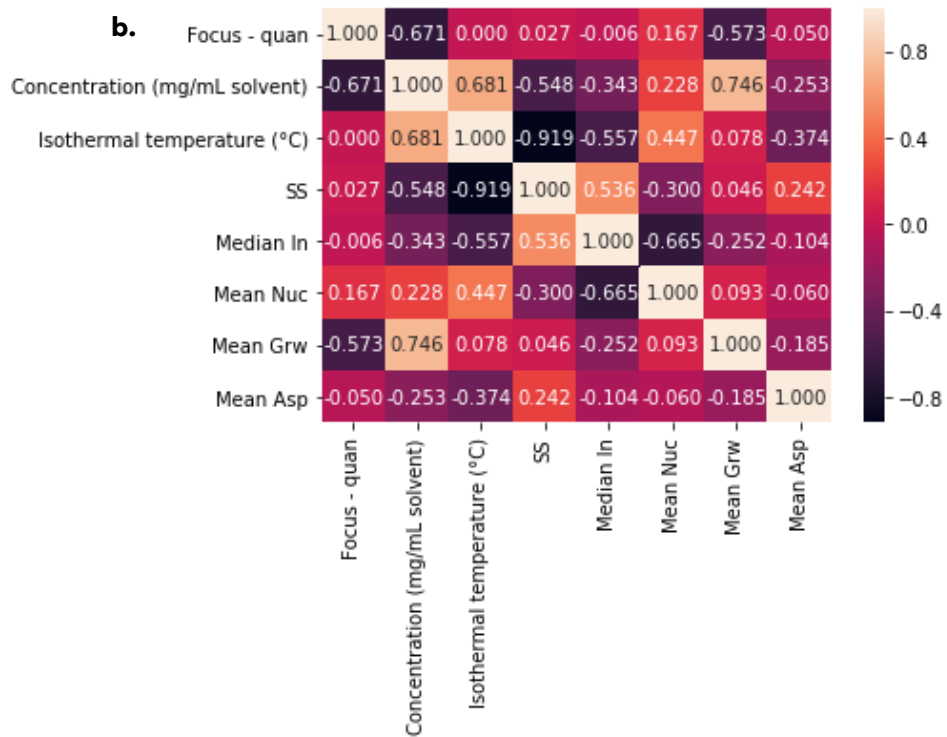 b.
Focus - quan 1.000 -0.671 0.000 0.027 -0.006 0.167 -0.573 -0.050
Concentration (mg/mL solvent) -0.671 1.000 0.681 -0.548 -0.343 0.228 0.746 -0.253
Isothermal temperature (°C) 0.000 0.681 1.000 -0.919 -0.557 0.447 0.078 -0.374
SS 0.027 -0.548 -0.919 1.000 0.536 -0.300 0.046 0.242
Median In -0.006 -0.343 -0.557 0.536 1.000 -0.665 -0.252 -0.104
Mean Nuc 0.167 0.228 0.447 -0.300 -0.665 1.000 0.093 -0.060
Mean Grw -0.573 0.746 0.078 0.046 -0.252 0.093 1.000 -0.185
Mean Asp -0.050 -0.253 -0.374 0.242 -0.104 -0.060 -0.185 1.000
Focus - quan
Concentration (mg/mL solvent)
Isothermal temperature (°C)
SS
Median In
Mean Nuc
Mean Grw
Mean Asp
0.8
0.4
0.0
−0.4
−0.8